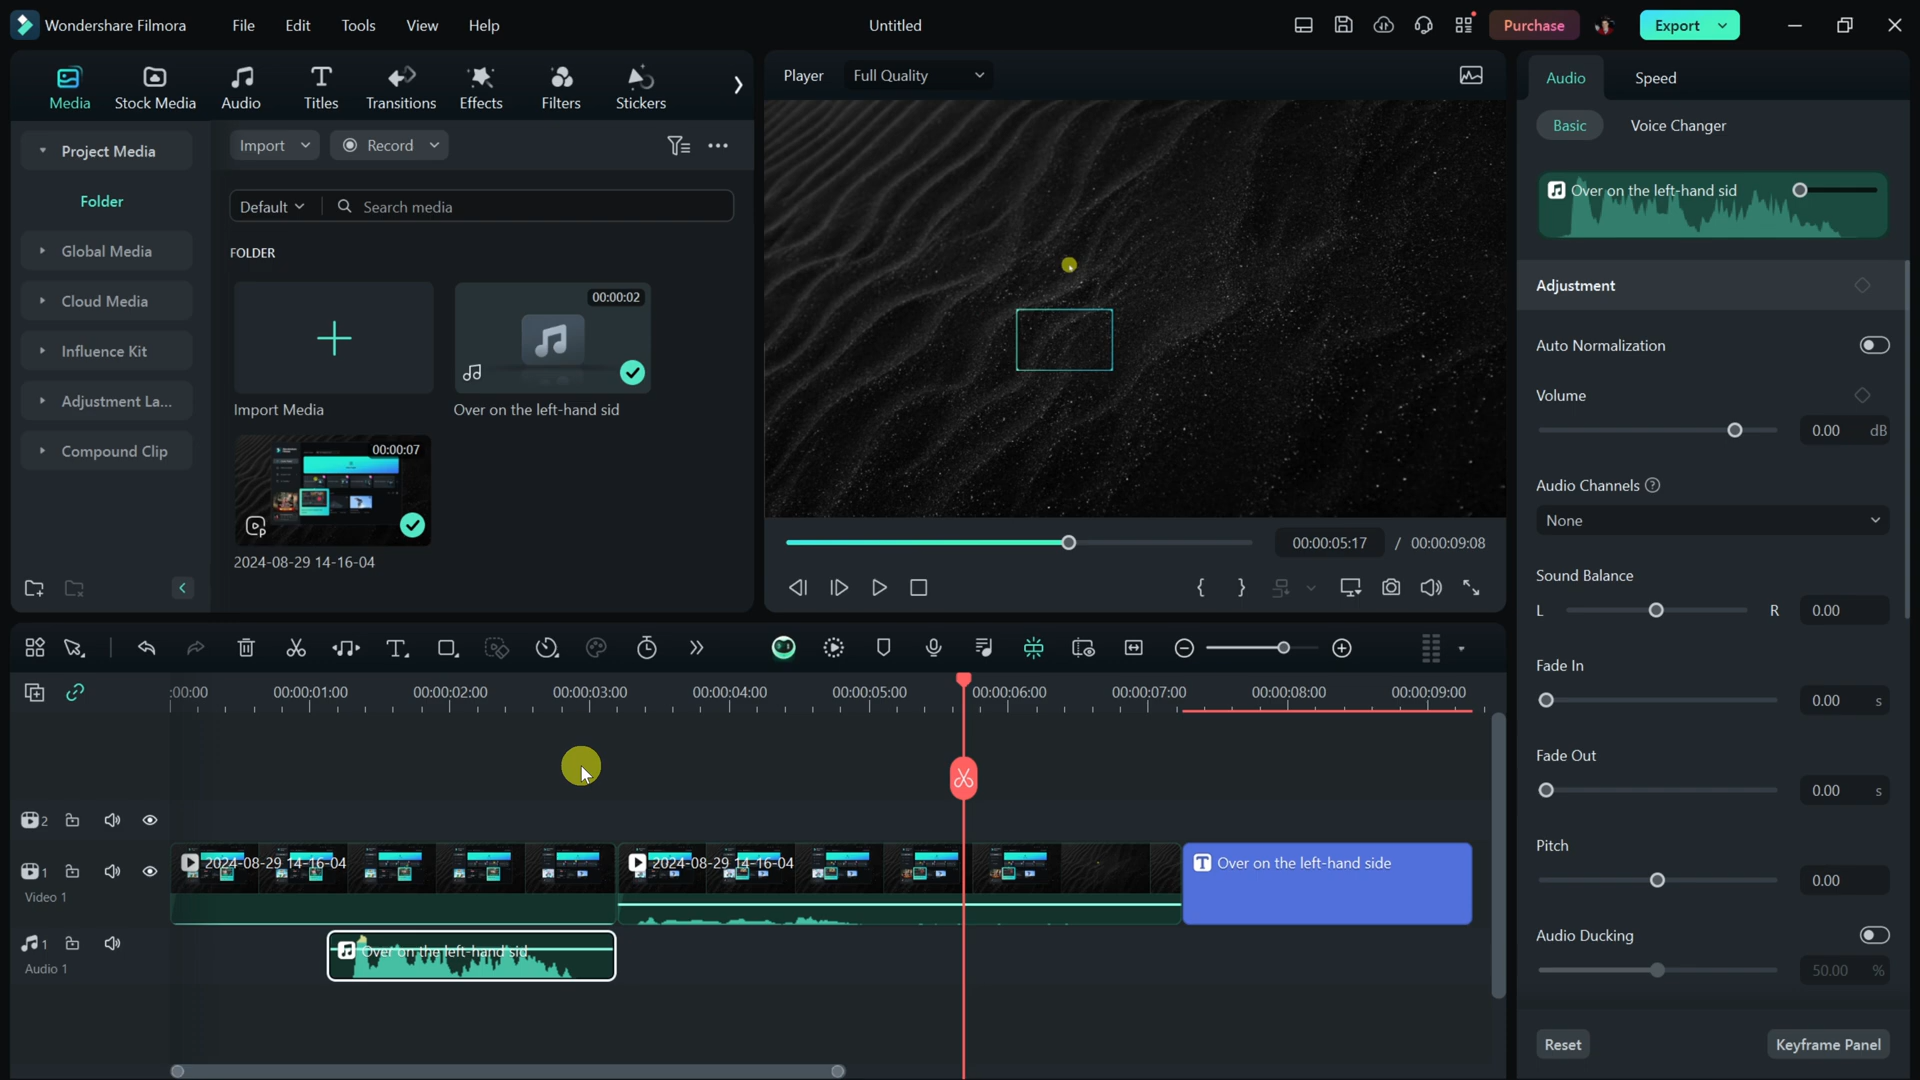 Wondershare Filmora
File
Edit
Tools
View
Help
Untitled
Purchase
Export
Media
Stock Media
Audio
Titles
Transitions
Effects
Filters
Stickers
Project Media
Folder
Global Media
Cloud Media
Influence Kit
Adjustment La...
Compound Clip
Import
Record
Default
Search media
FOLDER
Import Media
00:00:02
Over on the left-hand sid
00:00:07
2024-08-29 14-16-04
Player
Full Quality
00:00:05:17 / 00:00:09:08
Audio
Speed
Basic
Voice Changer
Over on the left-hand sid
Adjustment
Auto Normalization
Volume
0.00 dB
Audio Channels
None
Sound Balance
L
R
0.00
Fade In
0.00 s
Fade Out
0.00 s
Pitch
0.00
Audio Ducking
50.00 %
Reset
Keyframe Panel
:00:00
00:00:01:00
00:00:02:00
00:00:03:00
00:00:04:00
00:00:05:00
00:00:06:00
00:00:07:00
00:00:08:00
00:00:09:00
2
1
Video 1
2024-08-29 14-16-04
2024-08-29 14-16-04
Over on the left-hand side
1
Audio 1
Over on the left-hand sid